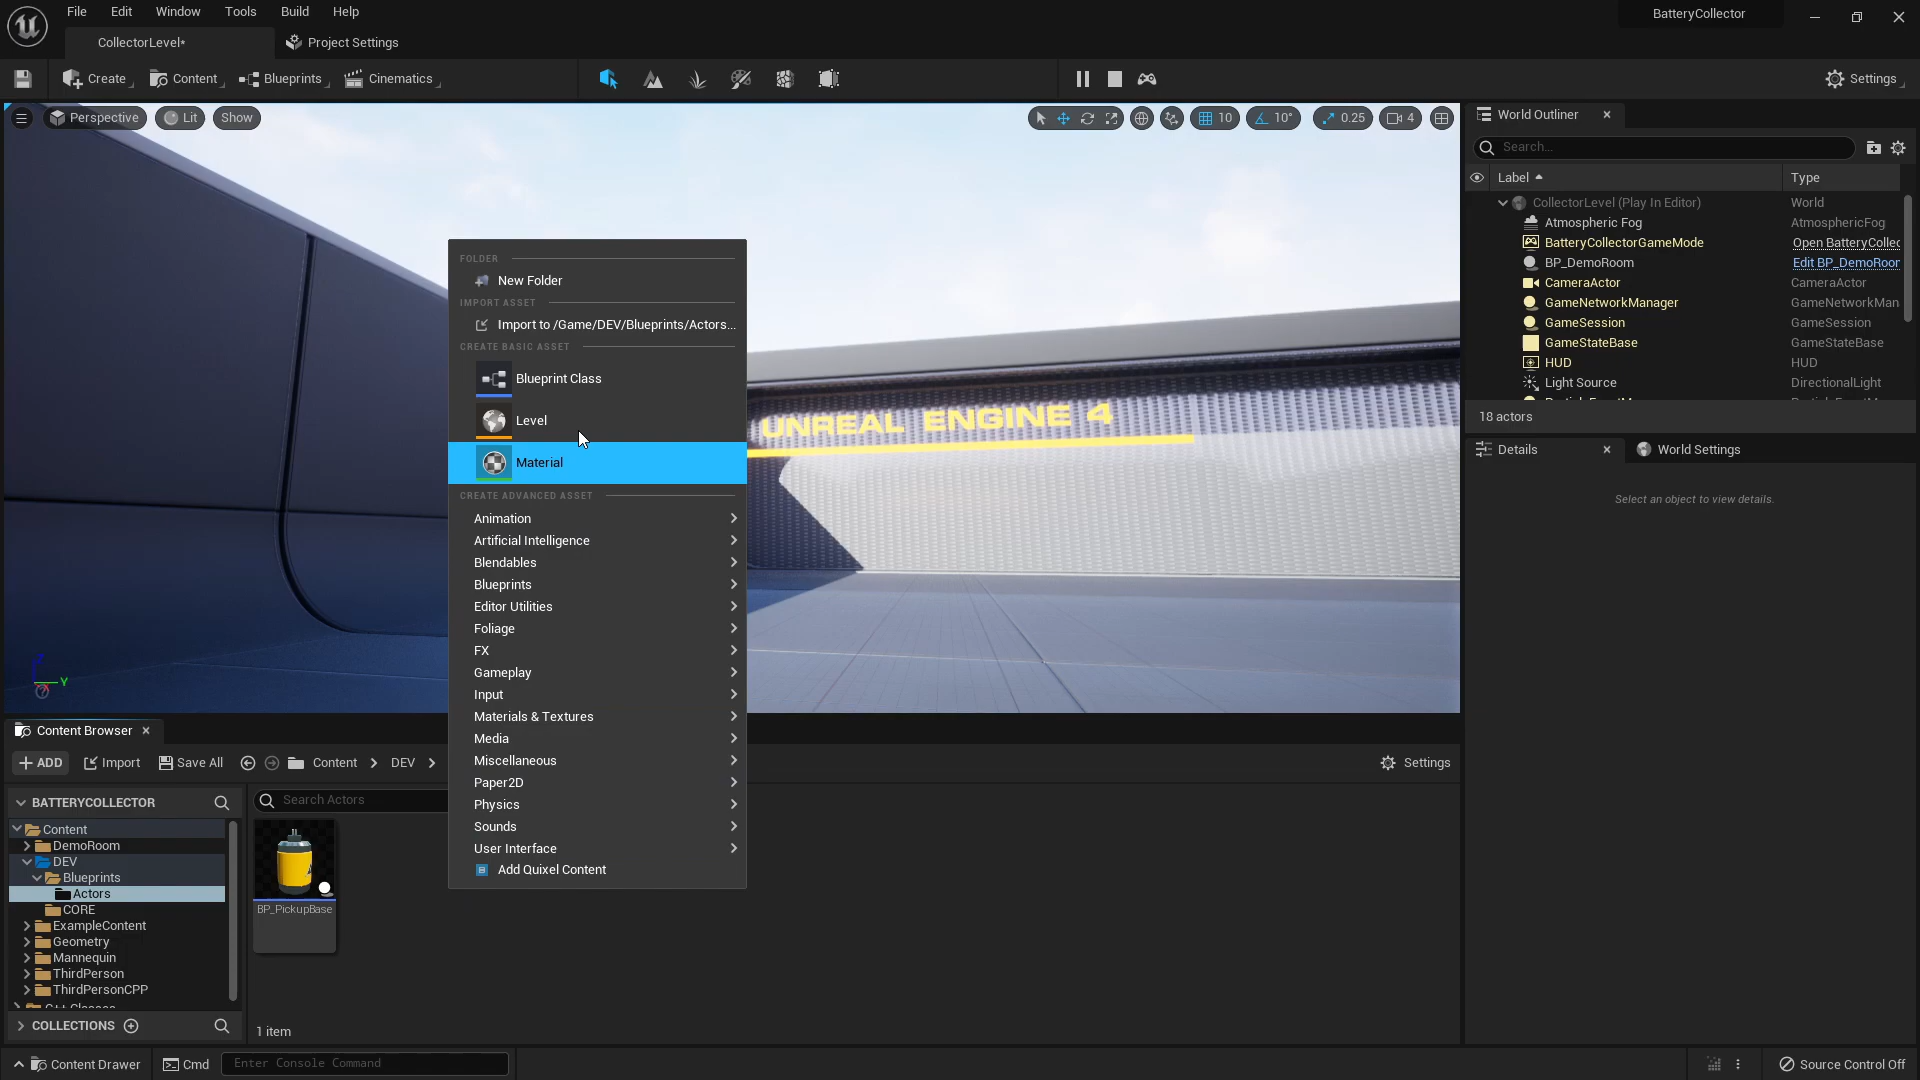 File Edit Window Tools Build Help
BatteryCollector
CollectorLevel*
Project Settings
Create Content Blueprints Cinematics
Settings
Perspective Lit Show
10 10° 0.25 4
UNREAL ENGINE 4
FOLDER
New Folder
IMPORT ASSET
Import to /Game/DEV/Blueprints/Actors...
CREATE BASIC ASSET
Blueprint Class
Level
Material
CREATE ADVANCED ASSET
Animation
Artificial Intelligence
Blendables
Blueprints
Editor Utilities
Foliage
FX
Gameplay
Input
Materials & Textures
Media
Miscellaneous
Paper2D
Physics
Sounds
User Interface
Add Quixel Content
Y
World Outliner
Search...
Label Type
CollectorLevel (Play In Editor) World
Atmospheric Fog AtmosphericFog
BatteryCollectorGameMode Open BatteryCollec
BP_DemoRoom Edit BP_DemoRoor
CameraActor CameraActor
GameNetworkManager GameNetworkMan
GameSession GameSession
GameStateBase GameStateBase
HUD HUD
Light Source DirectionalLight
18 actors
Details World Settings
Select an object to view details.
Content Browser
ADD Import Save All Content DEV
Settings
BATTERYCOLLECTOR
Content
DemoRoom
DEV
Blueprints
Actors
CORE
ExampleContent
Geometry
Mannequin
ThirdPerson
ThirdPersonCPP
C++ Classes
COLLECTIONS
Search Actors
BP_PickupBase
1 item
Content Drawer Cmd Enter Console Command
Source Control Off